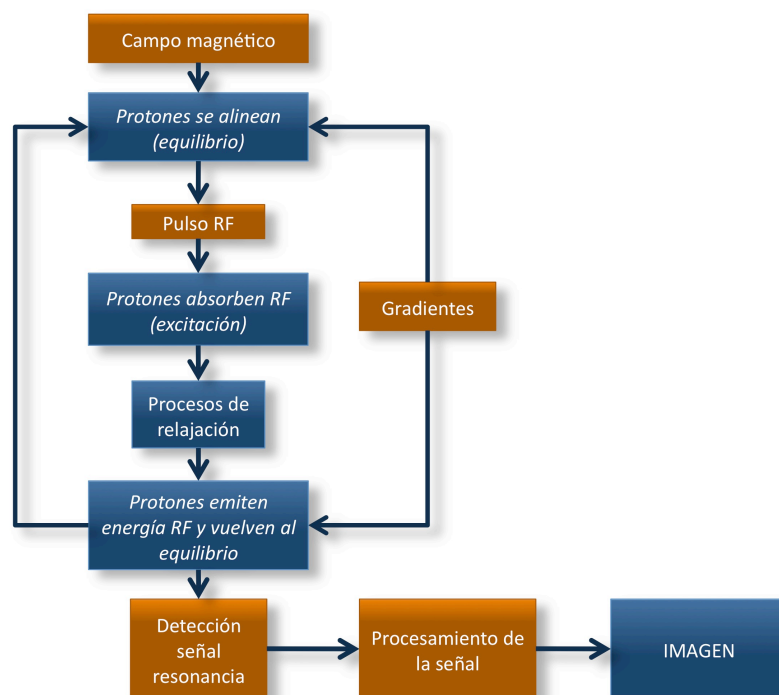 Campo magnético
Protones se alinean
(equilibrio)
Pulso RF
Protones absorben RF
(excitación)
Gradientes
Procesos de
relajación
Protones emiten
energía RF y vuelven al
equilibrio
Detección
señal
resonancia
Procesamiento de
la señal
IMAGEN